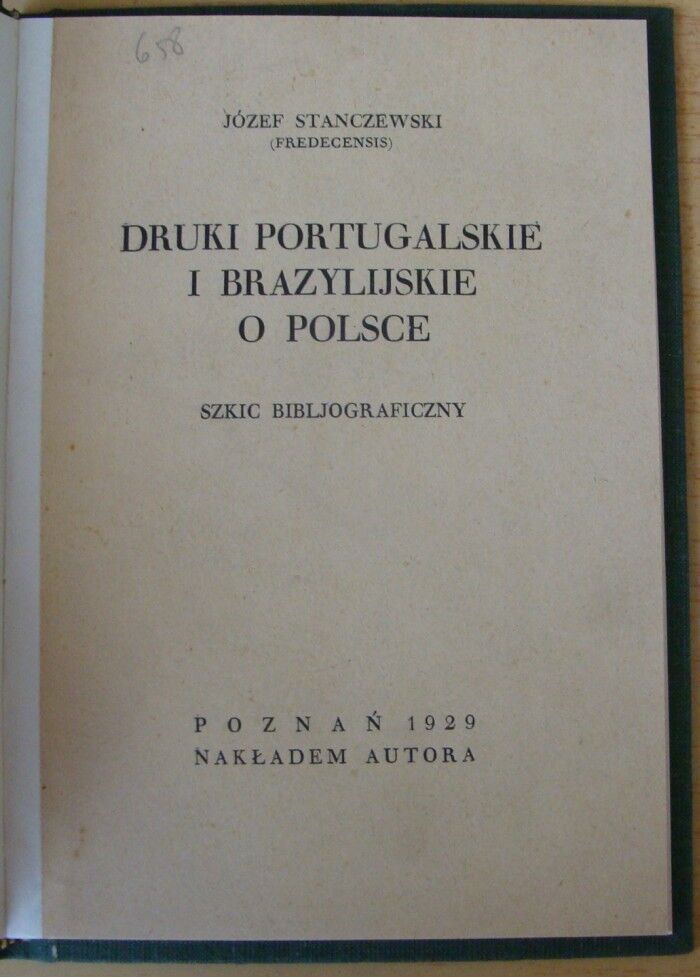 658
JÓZEF STANCZEWSKI
(FREDECENSIS)
DRUKI PORTUGALSKIE
I BRAZYLIJSKIE
O POLSCE
SZKIC BIBLJOGRAFICZNY
POZNAŃ 1929
NAKŁADEM AUTORA